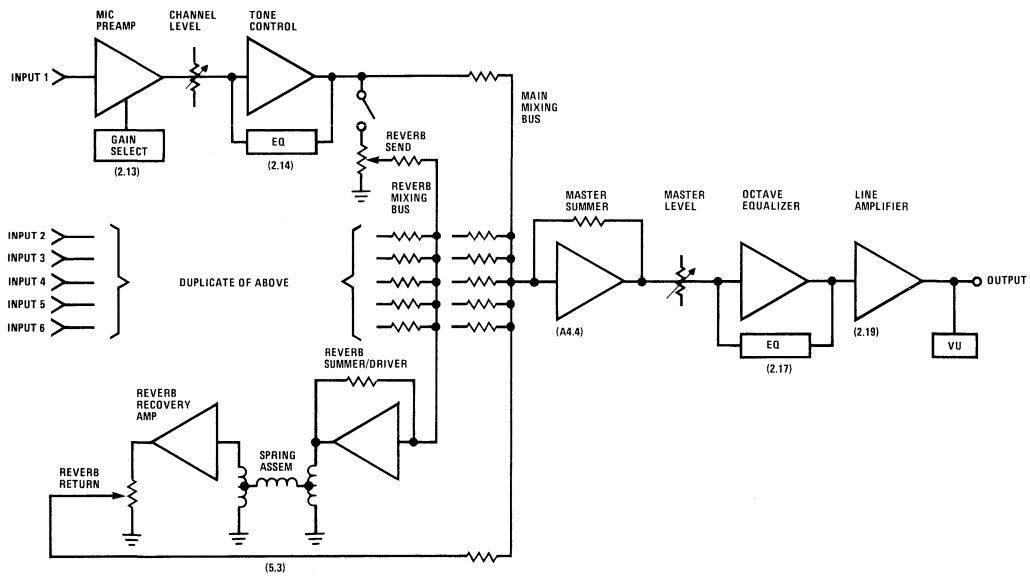 MIC
PREAMP
CHANNEL
LEVEL
TONE
CONTROL
INPUT 1
GAIN
SELECT
(2.13)
EQ
(2.14)
REVERB
SEND
REVERB
MIXING
BUS
MAIN
MIXING
BUS
INPUT 2
INPUT 3
INPUT 4
INPUT 5
INPUT 6
DUPLICATE OF ABOVE
MASTER
SUMMER
(A4.4)
MASTER
LEVEL
OCTAVE
EQUALIZER
EQ
(2.17)
LINE
AMPLIFIER
(2.19)
OUTPUT
VU
REVERB
SUMMER/DRIVER
REVERB
RECOVERY
AMP
SPRING
ASSEM
REVERB
RETURN
(5.3)